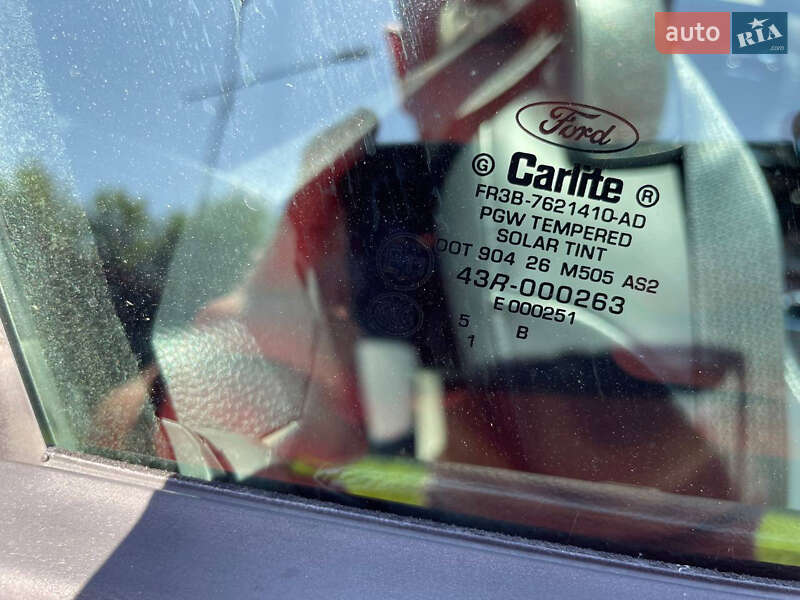 auto RIA .com
Ford
G Carlite ®
FR3B-7621410-AD
PGW TEMPERED
SOLAR TINT
DOT 904 26 M505 AS2
43R-000263
E 000251
5 B
1